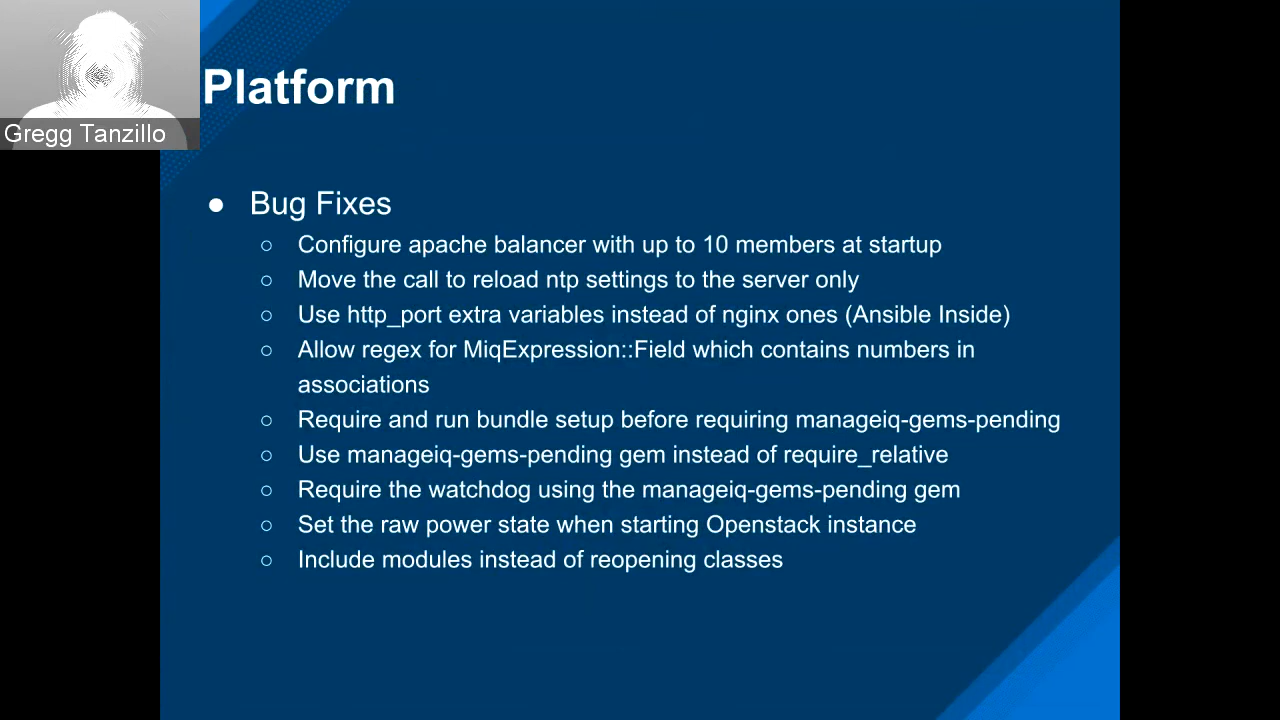 Platform
Gregg Tanzillo
● Bug Fixes
○ Configure apache balancer with up to 10 members at startup
○ Move the call to reload ntp settings to the server only
○ Use http_port extra variables instead of nginx ones (Ansible Inside)
○ Allow regex for MiqExpression::Field which contains numbers in
associations
○ Require and run bundle setup before requiring manageiq-gems-pending
○ Use manageiq-gems-pending gem instead of require_relative
○ Require the watchdog using the manageiq-gems-pending gem
○ Set the raw power state when starting Openstack instance
○ Include modules instead of reopening classes